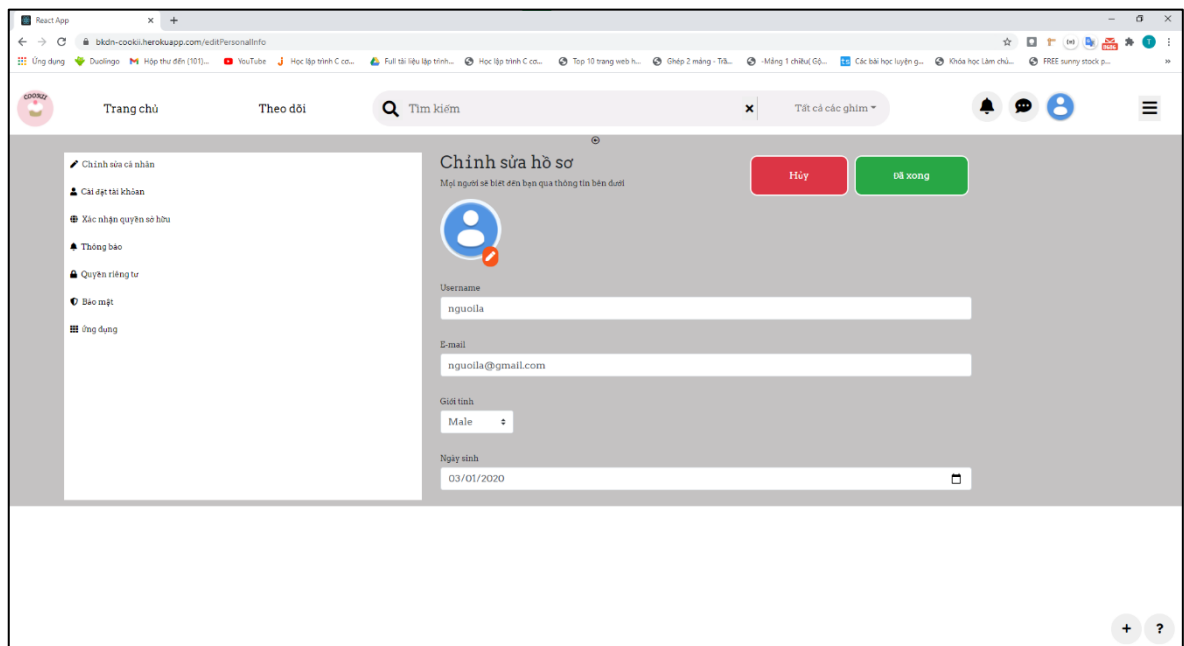 React App
bkdn-cookii.herokuapp.com/editPersonalInfo
Ứng dụng Duolingo Hộp thư đến (101)... YouTube Học lập trình C cơ... Full tài liệu lập trình... Học lập trình C cơ... Top 10 trang web h... Ghép 2 mảng - Trầ... -Mảng 1 chiều( Gộ... Các bài học luyện g... Khóa học Làm chủ... FREE sunny stock p...
COOKII
Trang chủ Theo dõi Tìm kiếm Tất cả các ghim
Chỉnh sửa cá nhân
Cài đặt tài khoản
Xác nhận quyền sở hữu
Thông báo
Quyền riêng tư
Bảo mật
Ứng dụng
Chỉnh sửa hồ sơ
Mọi người sẽ biết đến bạn qua thông tin bên dưới
Hủy
Đã xong
Username
nguoila
E-mail
nguoila@gmail.com
Giới tính
Male
Ngày sinh
03/01/2020
+ ?